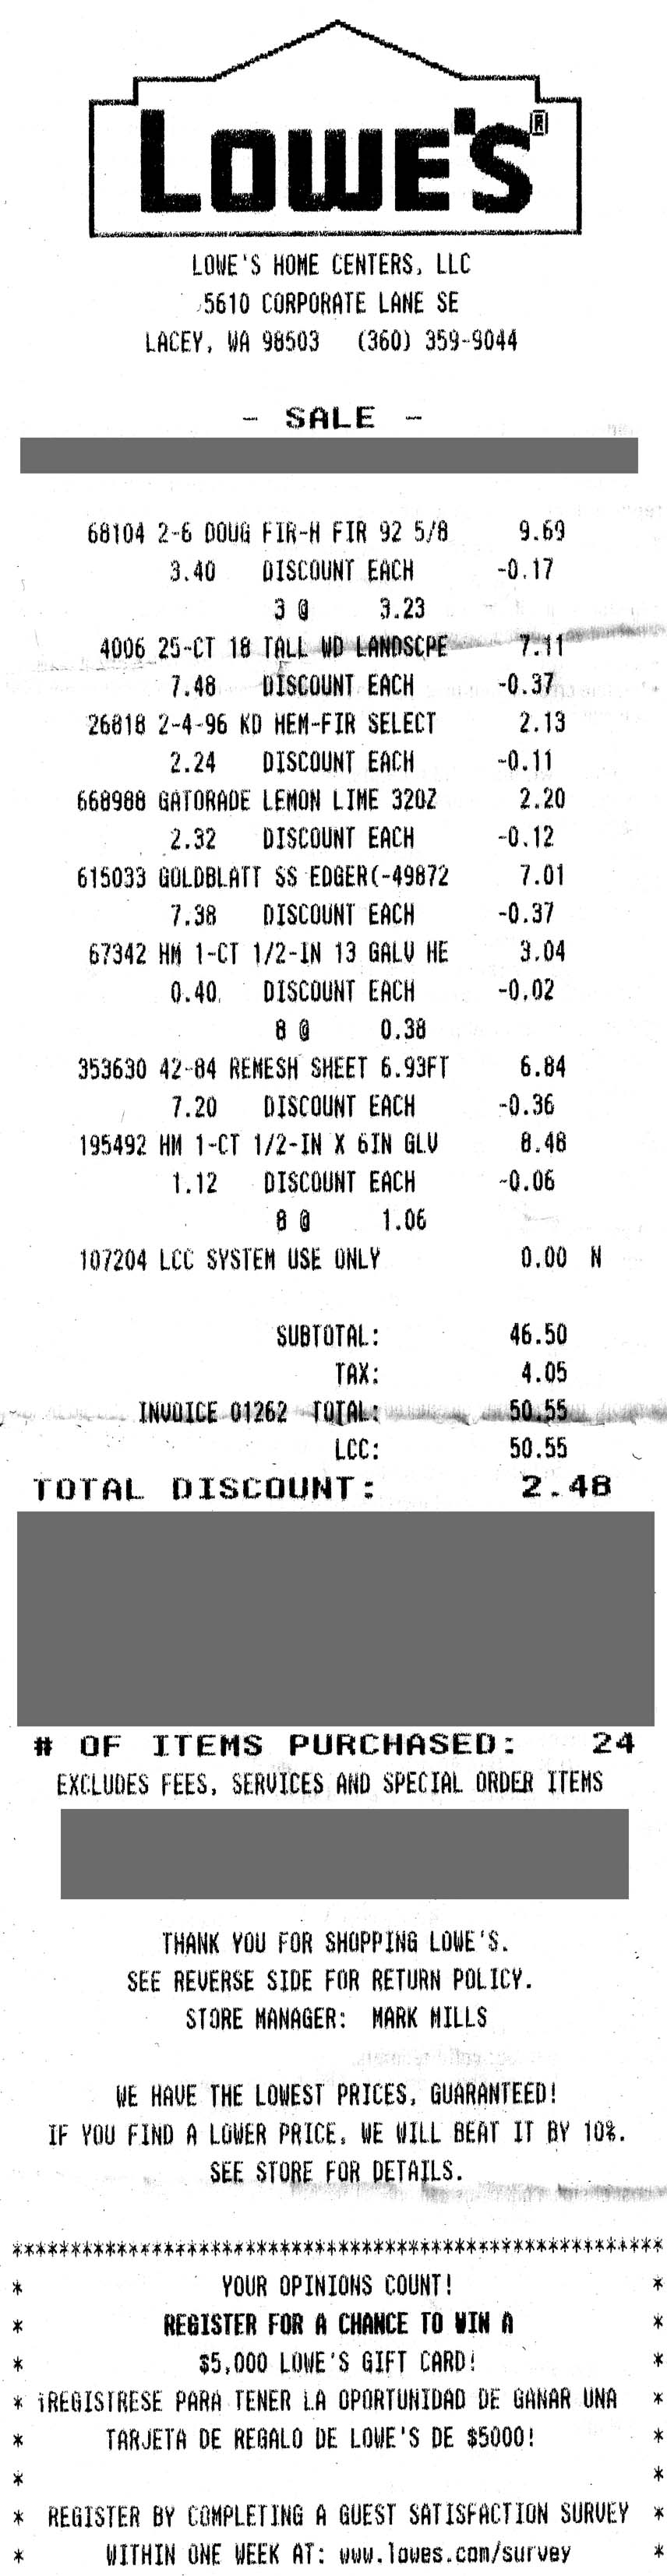 LOWE'S®
LOWE'S HOME CENTERS, LLC
5610 CORPORATE LANE SE
LACEY, WA 98503 (360) 359-9044
- SALE -
68104 2-6 DOUG FIR-H FIR 92 5/8 9.69
3.40 DISCOUNT EACH -0.17
3 @ 3.23
4006 25-CT 18 TALL WD LANDSCPE 7.11
7.48 DISCOUNT EACH -0.37
26818 2-4-96 KD HEM-FIR SELECT 2.13
2.24 DISCOUNT EACH -0.11
668988 GATORADE LEMON LIME 32OZ 2.20
2.32 DISCOUNT EACH -0.12
615033 GOLDBLATT SS EDGER(-49872 7.01
7.38 DISCOUNT EACH -0.37
67342 HM 1-CT 1/2-IN 13 GALV HE 3.04
0.40 DISCOUNT EACH -0.02
8 @ 0.38
353630 42-84 REMESH SHEET 6.93FT 6.84
7.20 DISCOUNT EACH -0.36
195492 HM 1-CT 1/2-IN X 6IN GLV 8.48
1.12 DISCOUNT EACH -0.06
8 @ 1.06
107204 LCC SYSTEM USE ONLY 0.00 N
SUBTOTAL: 46.50
TAX: 4.05
INVOICE 01262 TOTAL: 50.55
LCC: 50.55
TOTAL DISCOUNT: 2.48
# OF ITEMS PURCHASED: 24
EXCLUDES FEES, SERVICES AND SPECIAL ORDER ITEMS
THANK YOU FOR SHOPPING LOWE'S.
SEE REVERSE SIDE FOR RETURN POLICY.
STORE MANAGER: MARK MILLS
WE HAVE THE LOWEST PRICES, GUARANTEED!
IF YOU FIND A LOWER PRICE, WE WILL BEAT IT BY 10%.
SEE STORE FOR DETAILS.
********************************************************
* YOUR OPINIONS COUNT! *
* REGISTER FOR A CHANCE TO WIN A *
* $5,000 LOWE'S GIFT CARD! *
* ¡REGISTRESE PARA TENER LA OPORTUNIDAD DE GANAR UNA *
* TARJETA DE REGALO DE LOWE'S DE $5000! *
* *
* REGISTER BY COMPLETING A GUEST SATISFACTION SURVEY *
* WITHIN ONE WEEK AT: www.lowes.com/survey *